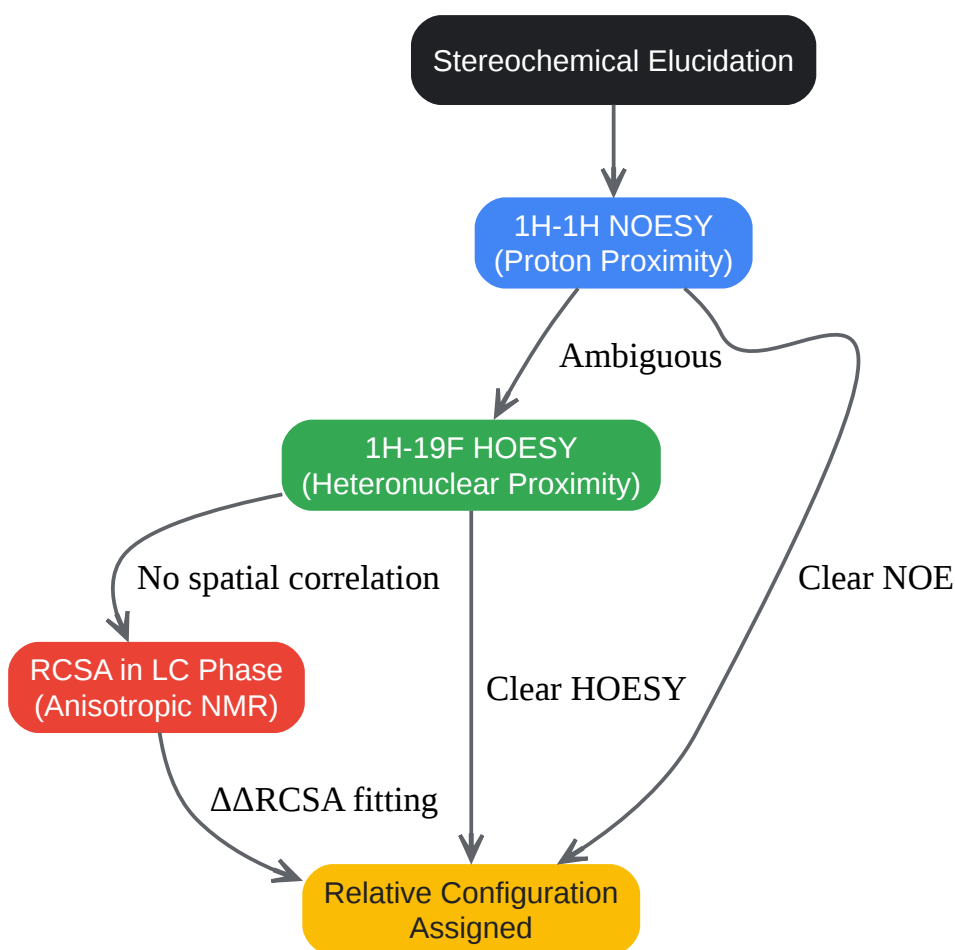 Stereochemical Elucidation
1H-1H NOESY
(Proton Proximity)
Ambiguous
1H-19F HOESY
(Heteronuclear Proximity)
No spatial correlation
Clear NOE
RCSA in LC Phase
(Anisotropic NMR)
Clear HOESY
ΔΔRCSA fitting
Relative Configuration
Assigned